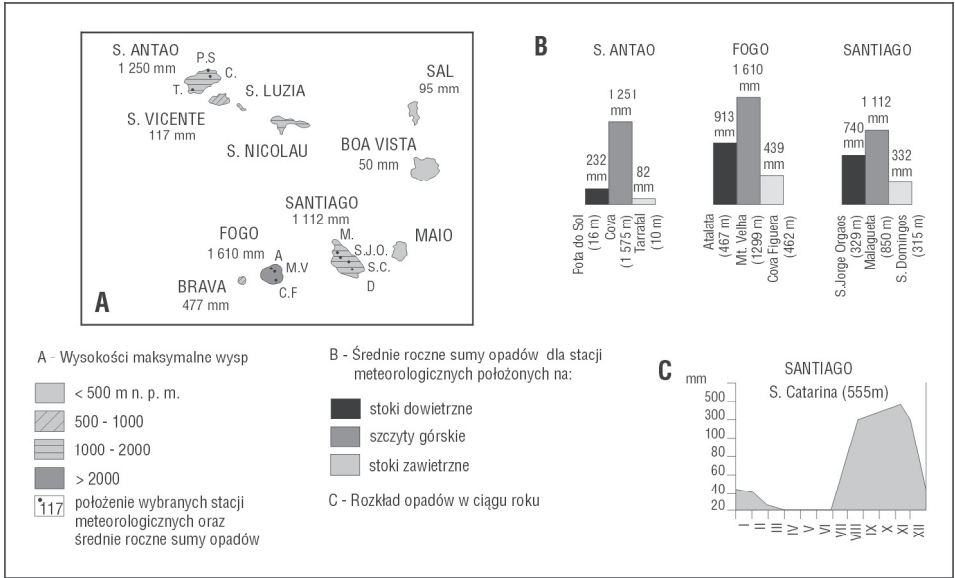 S. ANTAO
1 250 mm
P.S
C.
T.
S. LUZIA
S. VICENTE
117 mm
S. NICOLAU
SAL
95 mm
BOA VISTA
50 mm
SANTIAGO
1 112 mm
M.
S.J.O.
S.C.
D
MAIO
FOGO
1 610 mm
A
M.V
C.F
BRAVA
477 mm
A
B
S. ANTAO
232
mm
1 251
mm
82
mm
Fota do Sol
(16 m)
Cova
(1 575 m)
Tarratal
(10 m)
FOGO
913
mm
1 610
mm
439
mm
Atalata
(467 m)
Mt. Velha
(1299 m)
Cova Figuera
(462 m)
SANTIAGO
740
mm
1 112
mm
332
mm
S.Jorge Orgaos
(329 m)
Malagueta
(850 m)
S. Domingos
(315 m)
A - Wysokości maksymalne wysp
< 500 m n. p. m.
500 - 1000
1000 - 2000
> 2000
117
położenie wybranych stacji
meteorologicznych oraz
średnie roczne sumy opadów
B - Średnie roczne sumy opadów dla stacji
meteorologicznych położonych na:
stoki dowietrzne
szczyty górskie
stoki zawietrzne
C - Rozkład opadów w ciągu roku
C
SANTIAGO
S. Catarina (555m)
mm
500
300
100
80
60
40
20
I
II
III
IV
V
VI
VII
VIII
IX
X
XI
XII